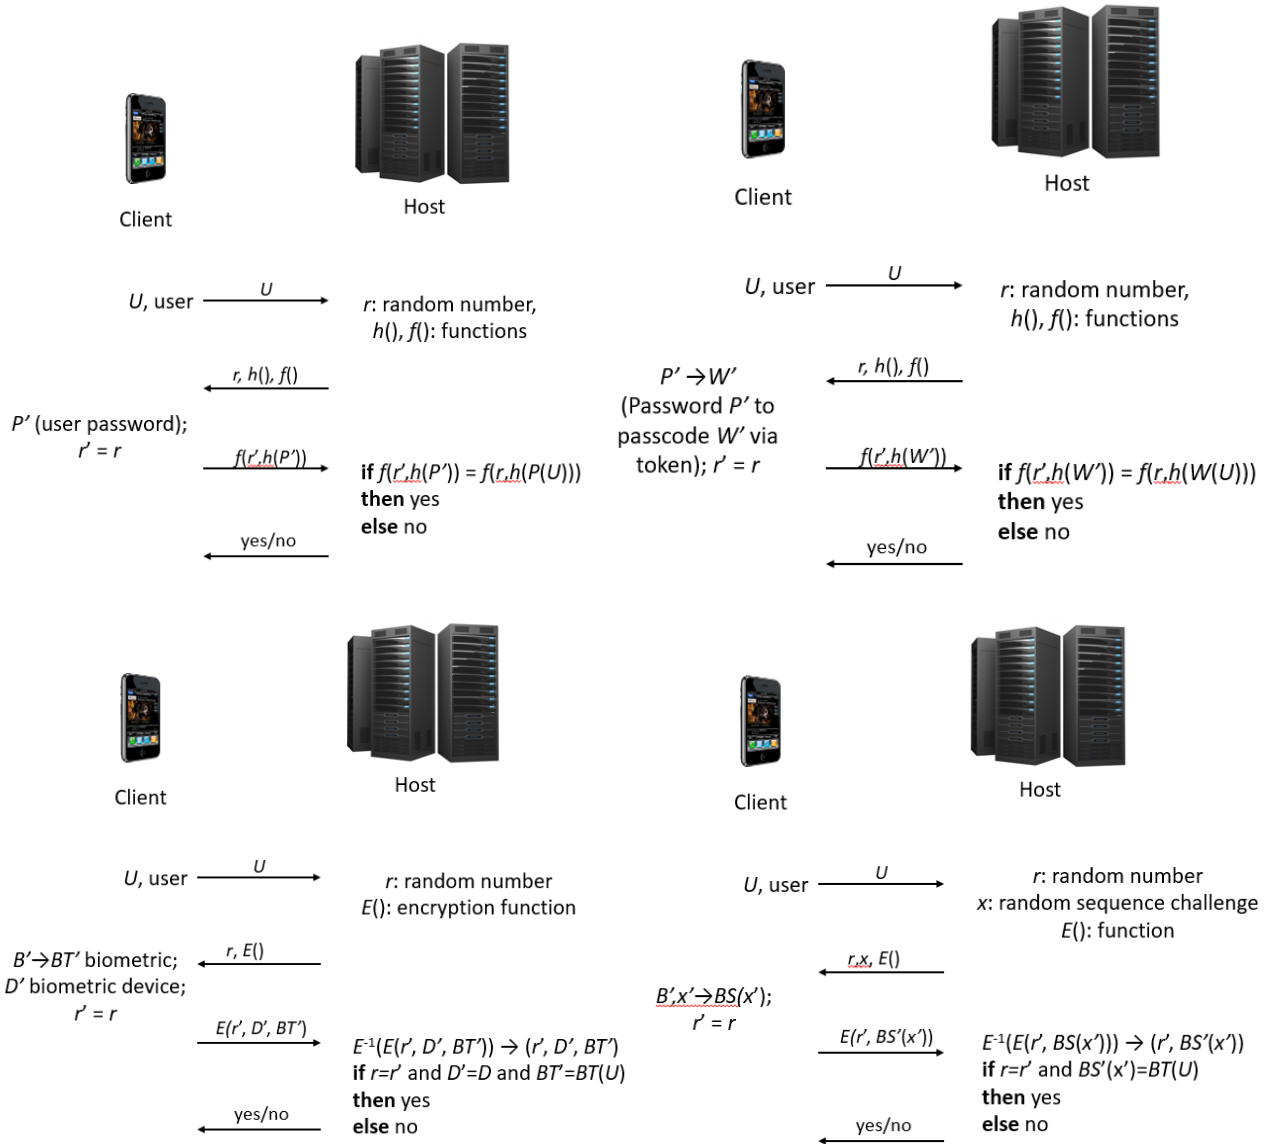 Client
Host
U, user
U
r: random number,
h(), f(): functions
r, h(), f()
P’ (user password);
r’ = r
f(r’,h(P’))
if f(r’,h(P’)) = f(r,h(P(U)))
then yes
else no
yes/no
Client
Host
U, user
U
r: random number,
h(), f(): functions
r, h(), f()
P’ →W’
(Password P’ to
passcode W’ via
token); r’ = r
f(r’,h(W’))
if f(r’,h(W’)) = f(r,h(W(U)))
then yes
else no
yes/no
Client
Host
U, user
U
r: random number
E(): encryption function
r, E()
B’→BT’ biometric;
D’ biometric device;
r’ = r
E(r’, D’, BT’)
E⁻¹(E(r’, D’, BT’)) → (r’, D’, BT’)
if r=r’ and D’=D and BT’=BT(U)
then yes
else no
yes/no
Client
Host
U, user
U
r: random number
x: random sequence challenge
E(): function
r,x, E()
B’,x’→BS(x’);
r’ = r
E(r’, BS’(x’))
E⁻¹(E(r’, BS(x’))) → (r’, BS’(x’))
if r=r’ and BS’(x’)=BT(U)
then yes
else no
yes/no